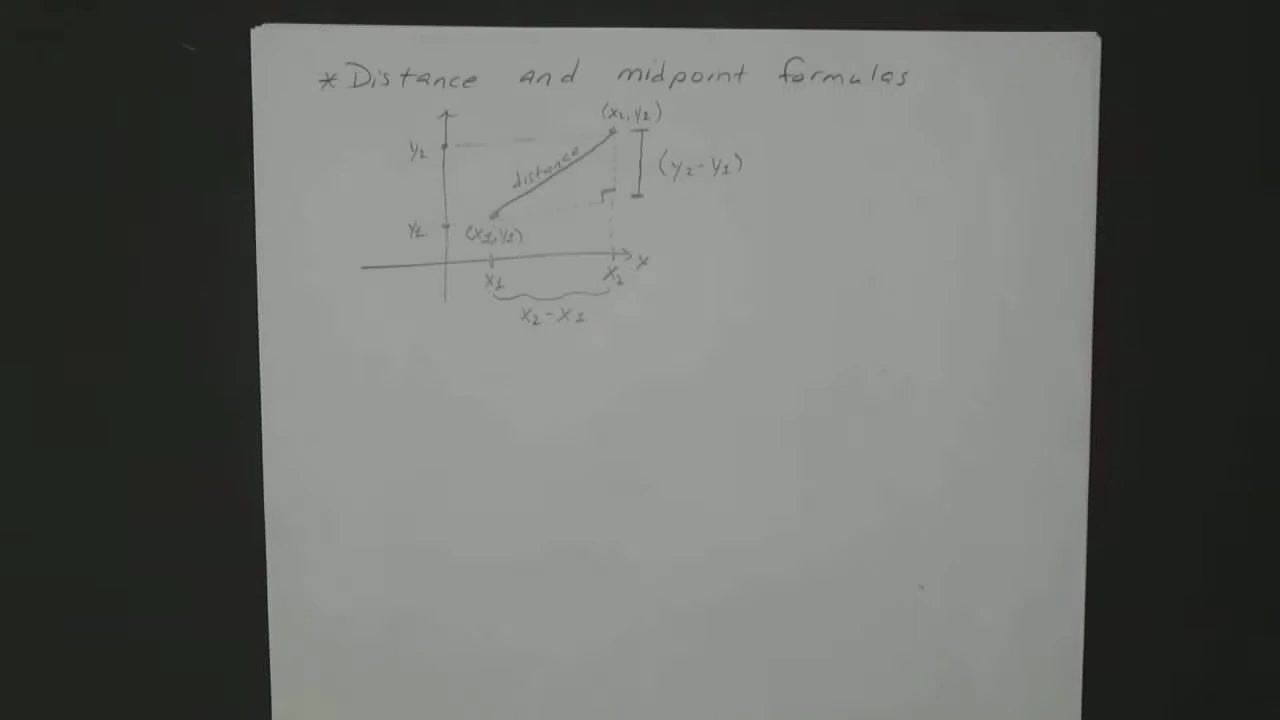 * Distance and midpoint formulas
(x2, y2)
y2
distance
(y2 - y1)
y1
(x1, y1)
x
x1
x2
x2 - x1